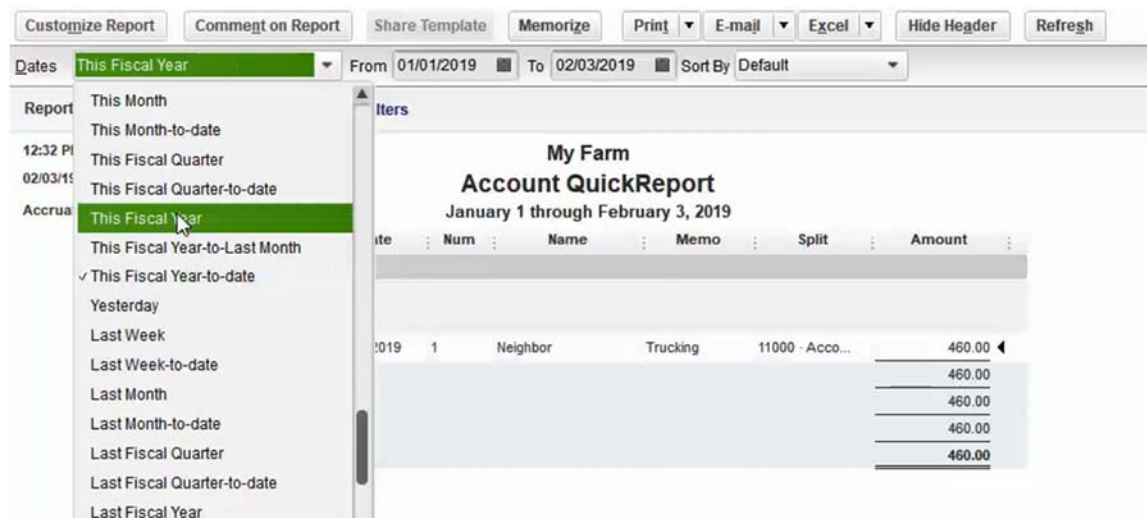 Customize Report Comment on Report Share Template Memorize Print E-mail Excel Hide Header Refresh
Dates This Fiscal Year From 01/01/2019 To 02/03/2019 Sort By Default
Report lters
This Month
This Month-to-date
This Fiscal Quarter
This Fiscal Quarter-to-date
This Fiscal Year
This Fiscal Year-to-Last Month
✓ This Fiscal Year-to-date
Yesterday
Last Week
Last Week-to-date
Last Month
Last Month-to-date
Last Fiscal Quarter
Last Fiscal Quarter-to-date
Last Fiscal Year
12:32 P
02/03/19
Accrua
My Farm
Account QuickReport
January 1 through February 3, 2019
te Num Name Memo Split Amount
2019 1 Neighbor Trucking 11000 · Acco... 460.00
460.00
460.00
460.00
460.00